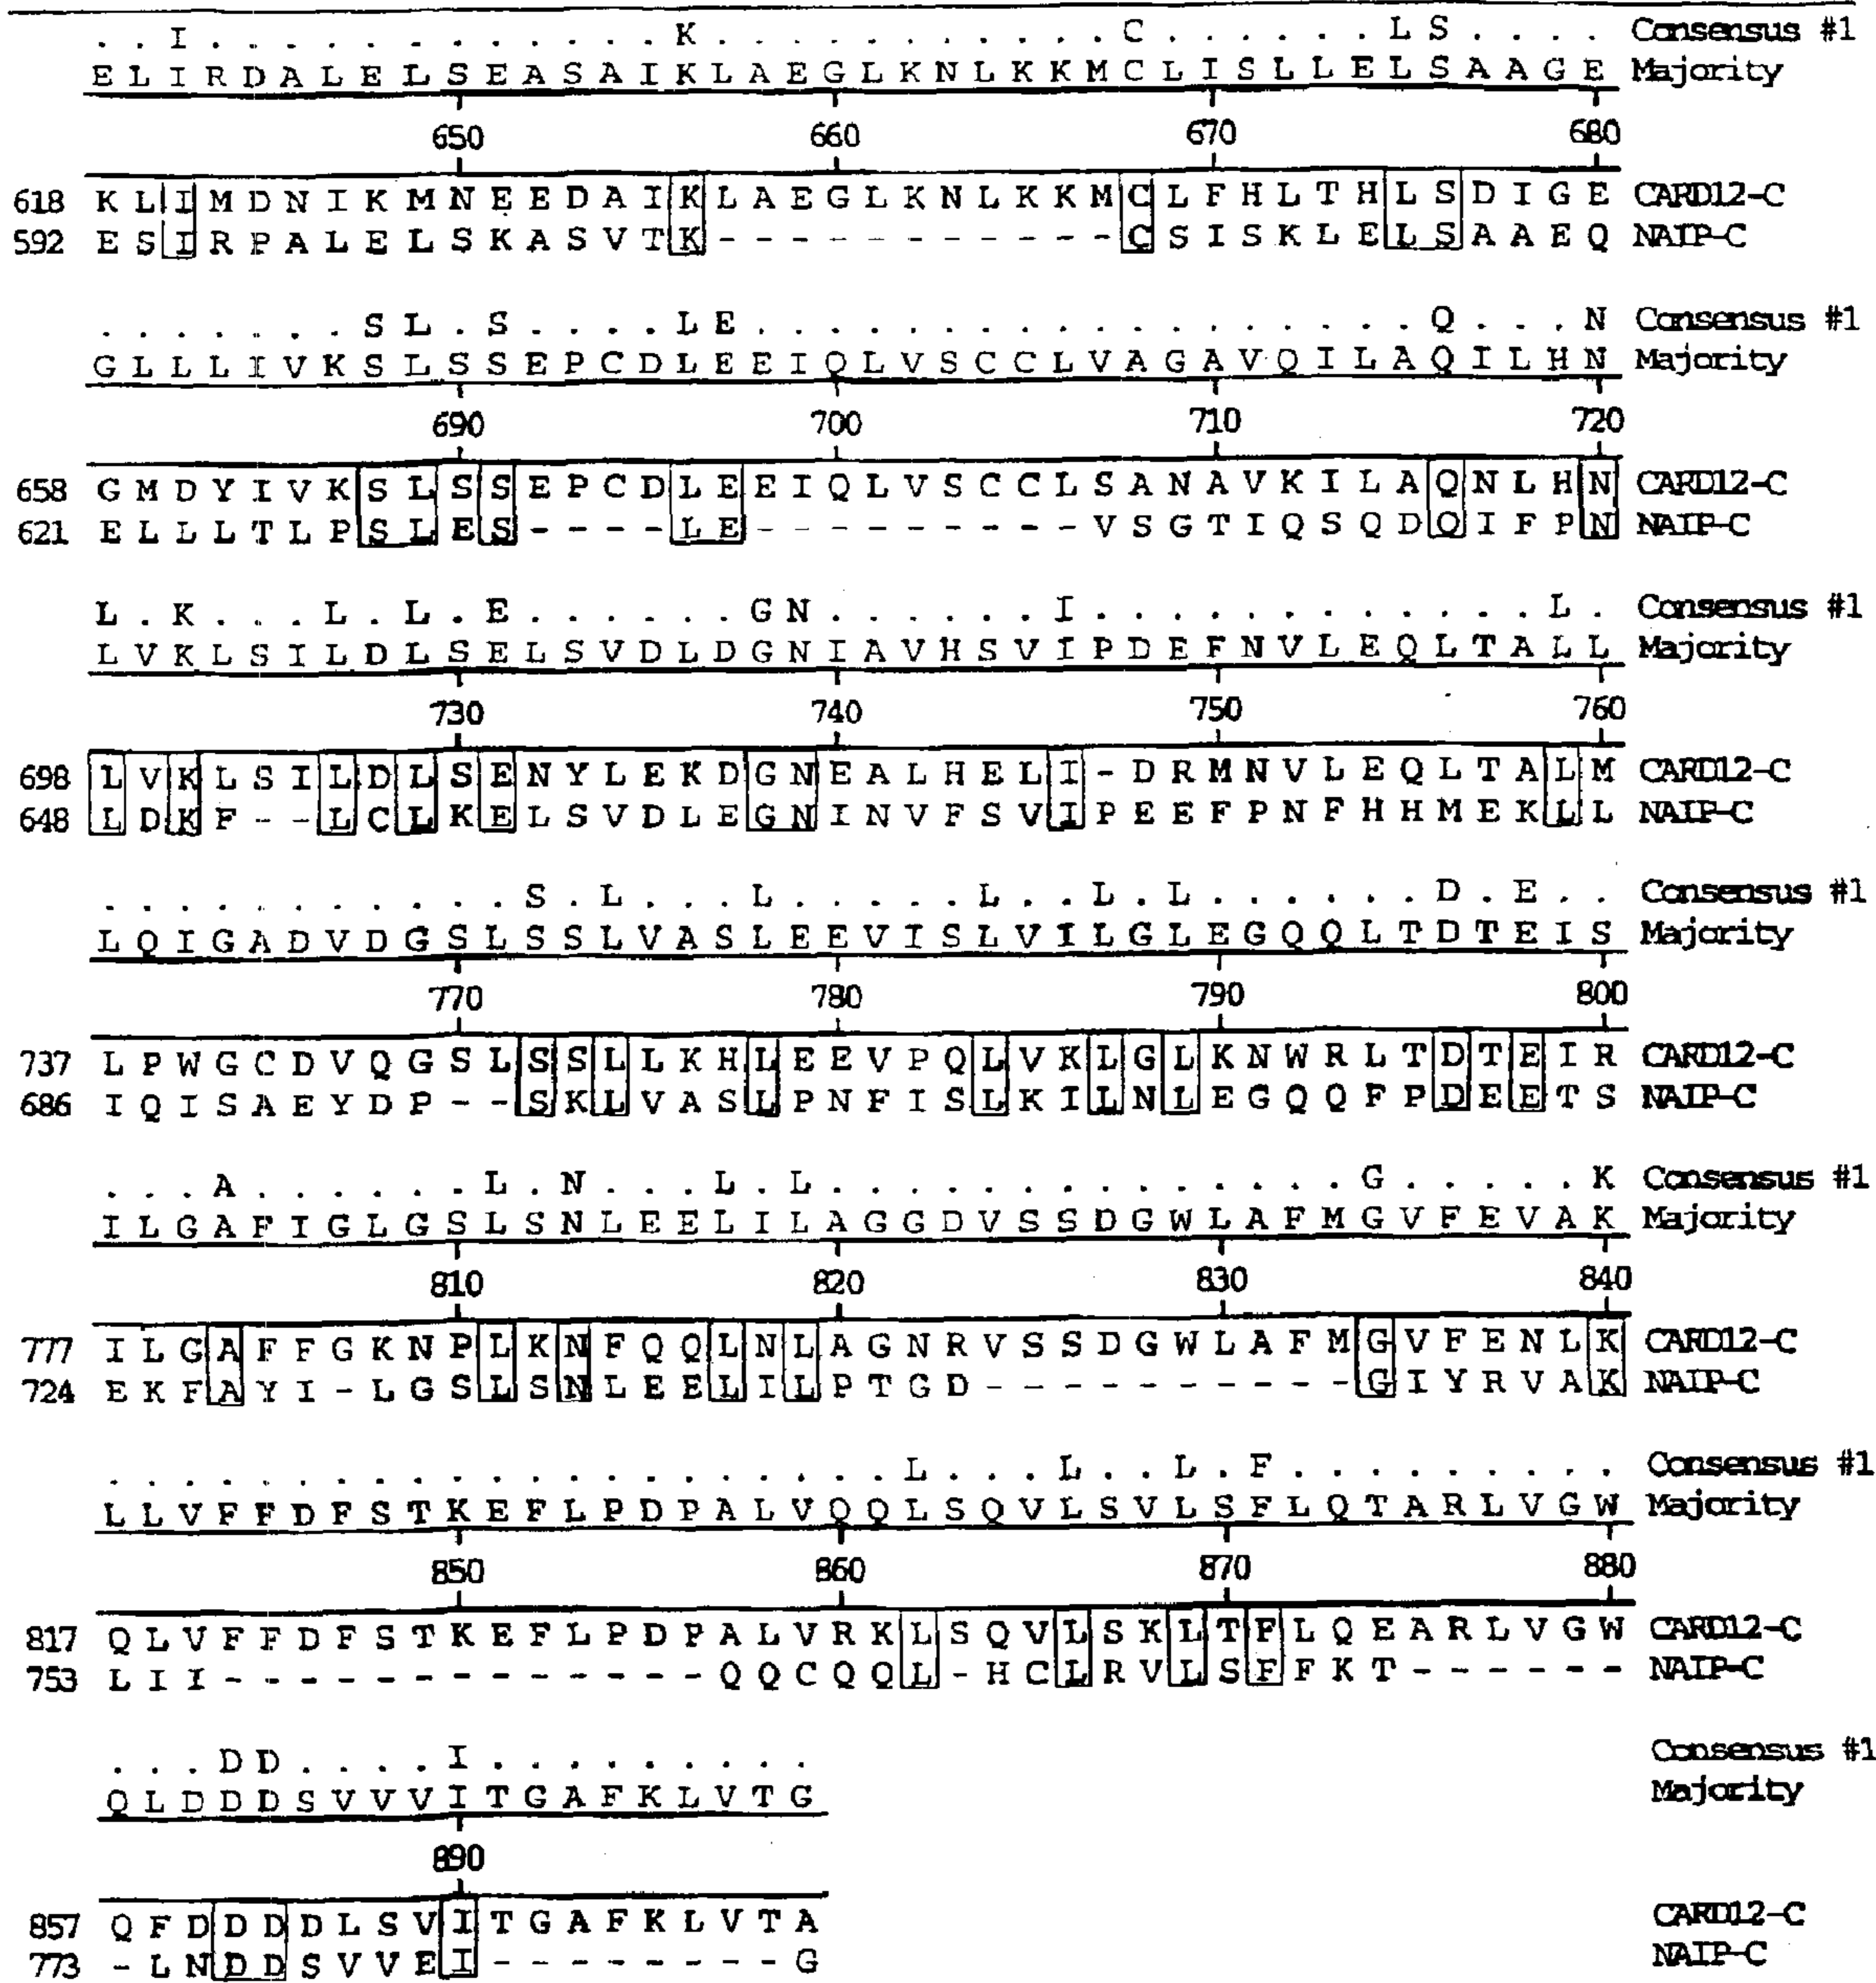 . . I . . . . . . . . . . . . K . . . . . . . . . . . C . . . . . . L S . . . . Consensus #1
E L I R D A L E L S E A S A I K L A E G L K N L K K M C L I S L L E L S A A G E Majority
650 660 670 680
618 K L I M D N I K M N E E D A I K L A E G L K N L K K M C L F H L T H L S D I G E CARD12-C
592 E S I R P A L E L S K A S V T K - - - - - - - - - - - C S I S K L E L S A A E Q NAIP-C
. . . . . . . S L . S . . . . L E . . . . . . . . . . . . . . . . . . Q . . . N Consensus #1
G L L L I V K S L S S E P C D L E E I Q L V S C C L V A G A V Q I L A Q I L H N Majority
690 700 710 720
658 G M D Y I V K S L S S E P C D L E E I Q L V S C C L S A N A V K I L A Q N L H N CARD12-C
621 E L L L T L P S L E S - - - - L E - - - - - - - - - V S G T I Q S Q D Q I F P N NAIP-C
L . K . . . L . L . E . . . . . . G N . . . . . . I . . . . . . . . . . . . L . Consensus #1
L V K L S I L D L S E L S V D L D G N I A V H S V I P D E F N V L E Q L T A L L Majority
730 740 750 760
698 L V K L S I L D L S E N Y L E K D G N E A L H E L I - D R M N V L E Q L T A L M CARD12-C
648 L D K F - - L C L K E L S V D L E G N I N V F S V I P E E F P N F H H M E K L L NAIP-C
. . . . . . . . . . . S . L . . . L . . . . . L . . L . L . . . . . . D . E . . Consensus #1
L Q I G A D V D G S L S S L V A S L E E V I S L V I L G L E G Q Q L T D T E I S Majority
770 780 790 800
737 L P W G C D V Q G S L S S L L K H L E E V P Q L V K L G L K N W R L T D T E I R CARD12-C
686 I Q I S A E Y D P - - S K L V A S L P N F I S L K I L N L E G Q Q F P D E E T S NAIP-C
. . . A . . . . . . L . N . . . L . L . . . . . . . . . . . . . . G . . . . . K Consensus #1
I L G A F I G L G S L S N L E E L I L A G G D V S S D G W L A F M G V F E V A K Majority
810 820 830 840
777 I L G A F F G K N P L K N F Q Q L N L A G N R V S S D G W L A F M G V F E N L K CARD12-C
724 E K F A Y I - L G S L S N L E E L I L P T G D - - - - - - - - - - G I Y R V A K NAIP-C
. . . . . . . . . . . . . . . . . . . . . L . . . L . . L . F . . . . . . . . . Consensus #1
L L V F F D F S T K E F L P D P A L V Q Q L S Q V L S V L S F L Q T A R L V G W Majority
850 860 870 880
817 Q L V F F D F S T K E F L P D P A L V R K L S Q V L S K L T F L Q E A R L V G W CARD12-C
753 L I I - - - - - - - - - - - - - Q Q C Q Q L - H C L R V L S F F K T - - - - - - NAIP-C
. . . D D . . . . I . . . . . . . . . Consensus #1
Q L D D D S V V V I T G A F K L V T G Majority
890
857 Q F D D D D L S V I T G A F K L V T A CARD12-C
773 - L N D D S V V E I - - - - - - - - G NAIP-C